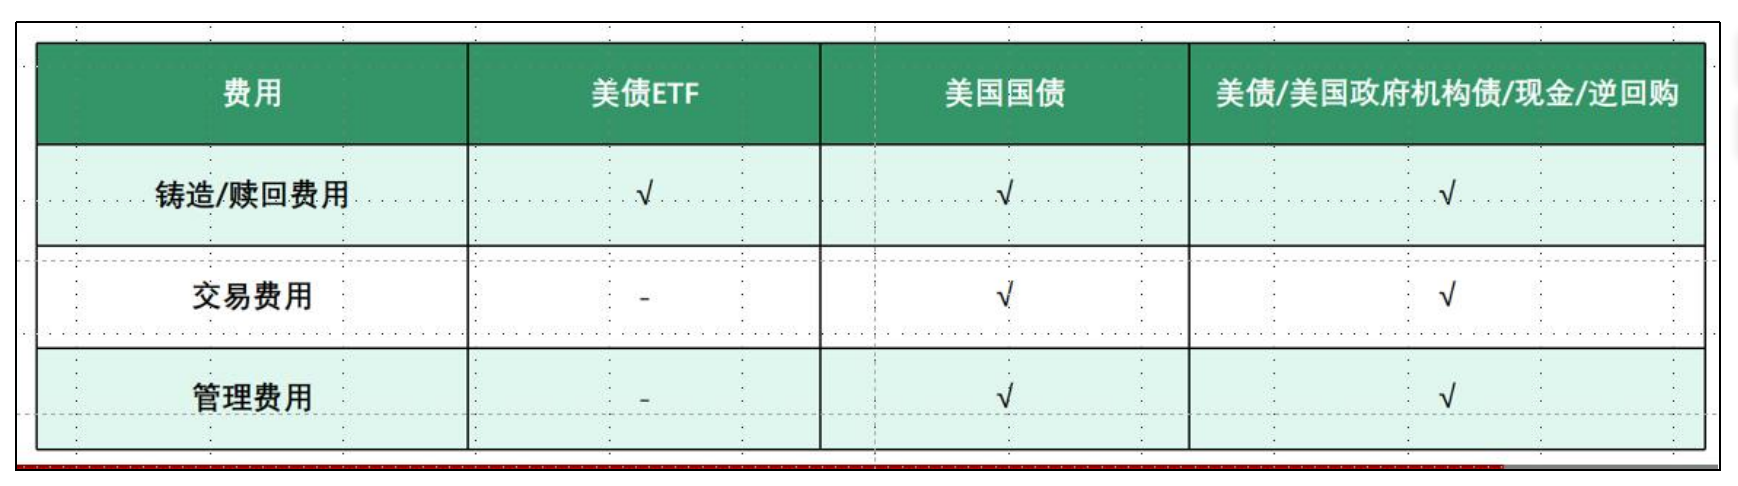 费用 美债ETF 美国国债 美债/美国政府机构债/现金/逆回购
铸造/赎回费用 √ √ √
交易费用 - √ √
管理费用 - √ √